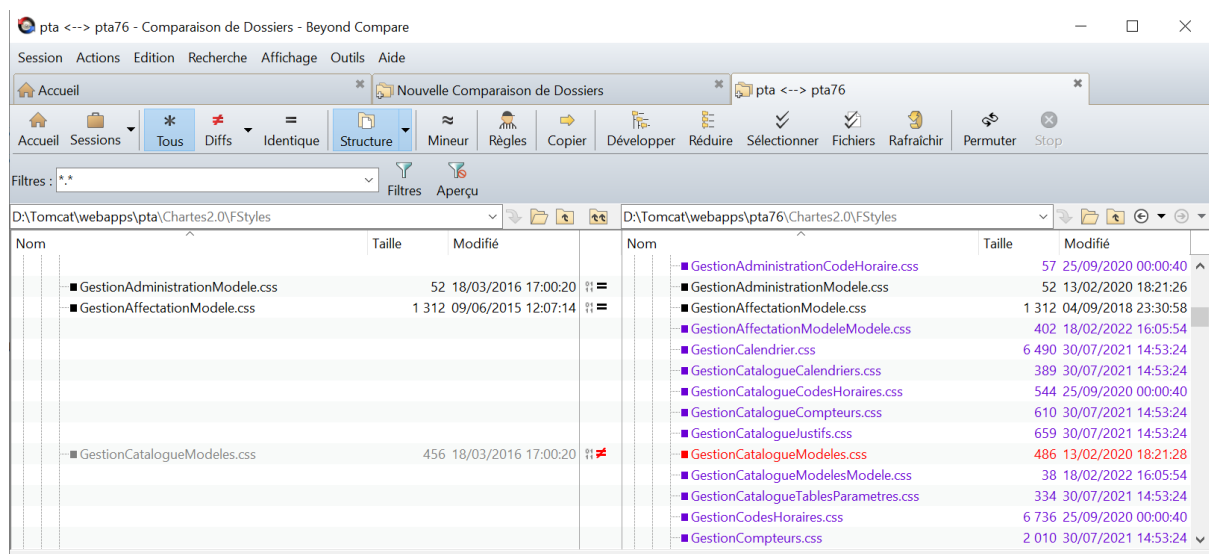 pta <--> pta76 - Comparaison de Dossiers - Beyond Compare
Session Actions Edition Recherche Affichage Outils Aide
Accueil Nouvelle Comparaison de Dossiers pta <--> pta76
Accueil Sessions Tous Diffs Identique Structure Mineur Règles Copier Développer Réduire Sélectionner Fichiers Rafraîchir Permuter Stop
Filtres : *.* Filtres Aperçu
D:\Tomcat\webapps\pta\Chartes2.0\FStyles D:\Tomcat\webapps\pta76\Chartes2.0\FStyles
Nom Taille Modifié Nom Taille Modifié
GestionAdministrationCodeHoraire.css 57 25/09/2020 00:00:40
GestionAdministrationModele.css 52 18/03/2016 17:00:20 = GestionAdministrationModele.css 52 13/02/2020 18:21:26
GestionAffectationModele.css 1 312 09/06/2015 12:07:14 = GestionAffectationModele.css 1 312 04/09/2018 23:30:58
GestionAffectationModeleModele.css 402 18/02/2022 16:05:54
GestionCalendrier.css 6 490 30/07/2021 14:53:24
GestionCatalogueCalendriers.css 389 30/07/2021 14:53:24
GestionCatalogueCodesHoraires.css 544 25/09/2020 00:00:40
GestionCatalogueCompteurs.css 610 30/07/2021 14:53:24
GestionCatalogueJustifs.css 659 30/07/2021 14:53:24
GestionCatalogueModeles.css 456 18/03/2016 17:00:20 ≠ GestionCatalogueModeles.css 486 13/02/2020 18:21:28
GestionCatalogueModelesModele.css 38 18/02/2022 16:05:54
GestionCatalogueTablesParametres.css 334 30/07/2021 14:53:24
GestionCodesHoraires.css 6 736 25/09/2020 00:00:40
GestionCompteurs.css 2 010 30/07/2021 14:53:24